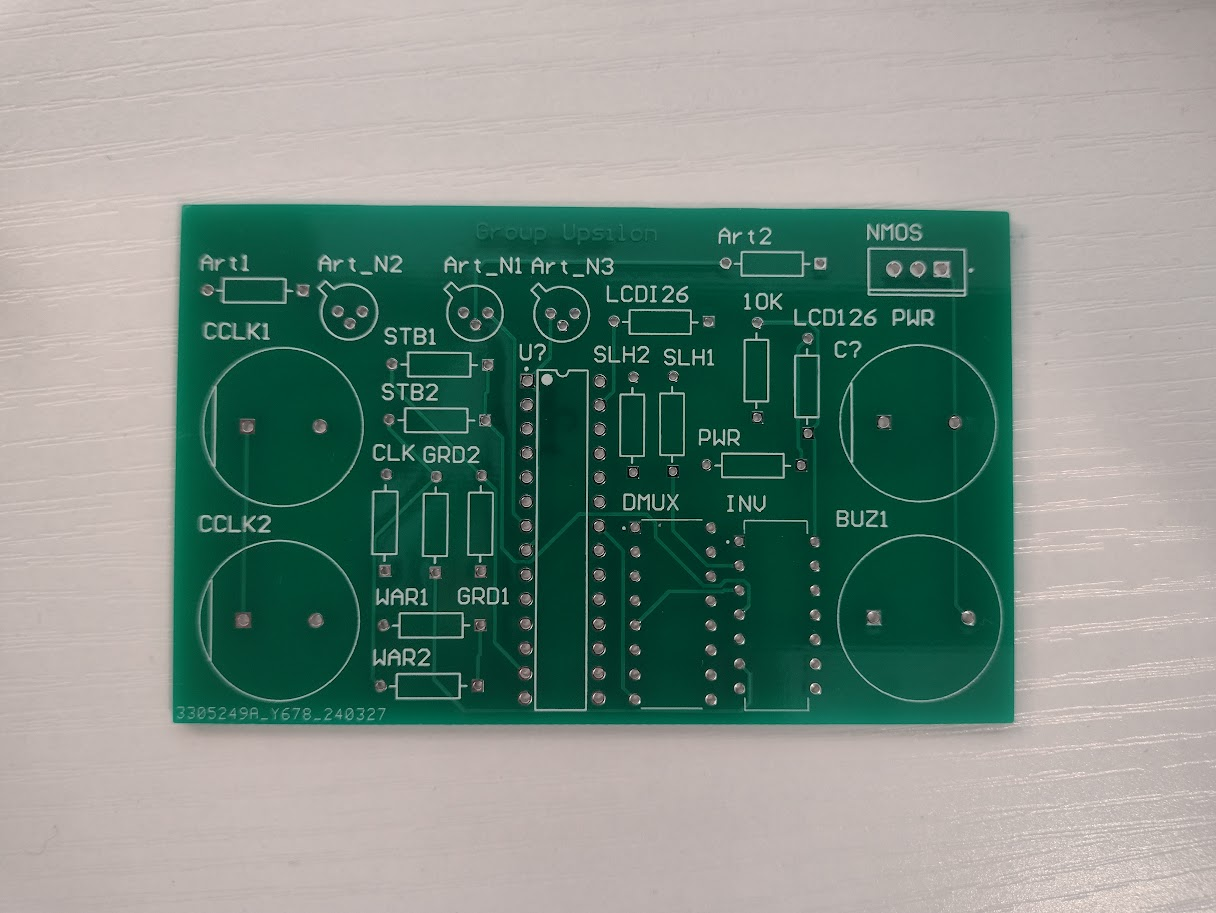 Group Upsilon
Art2
NMOS
Art1
Art_N2
Art_N1
Art_N3
LCDI26
10K
LCD126 PWR
CCLK1
STB1
U?
SLH2
SLH1
C?
STB2
CLK
GRD2
PWR
CCLK2
DMUX
INV
BUZ1
WAR1
GRD1
WAR2
3305249A_Y678_240327